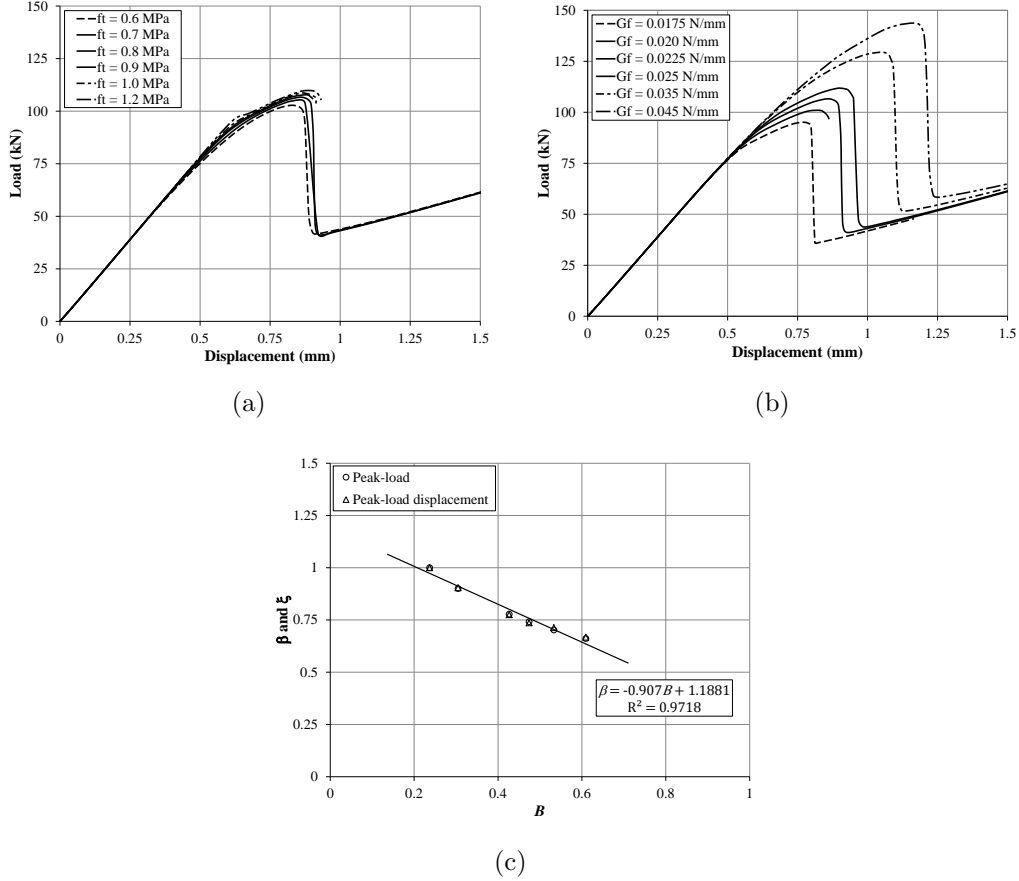 150
125
100
75
50
25
0
0
0.25
0.5
0.75
1
1.25
1.5
Load (kN)
Displacement (mm)
ft = 0.6 MPa
ft = 0.7 MPa
ft = 0.8 MPa
ft = 0.9 MPa
ft = 1.0 MPa
ft = 1.2 MPa
(a)
150
125
100
75
50
25
0
0
0.25
0.5
0.75
1
1.25
1.5
Load (kN)
Displacement (mm)
Gf = 0.0175 N/mm
Gf = 0.020 N/mm
Gf = 0.0225 N/mm
Gf = 0.025 N/mm
Gf = 0.035 N/mm
Gf = 0.045 N/mm
(b)
1.5
1.25
1
0.75
0.5
0.25
0
0
0.2
0.4
0.6
0.8
1
β and ξ
B
Peak-load
Peak-load displacement
β = -0.907B + 1.1881
R² = 0.9718
(c)